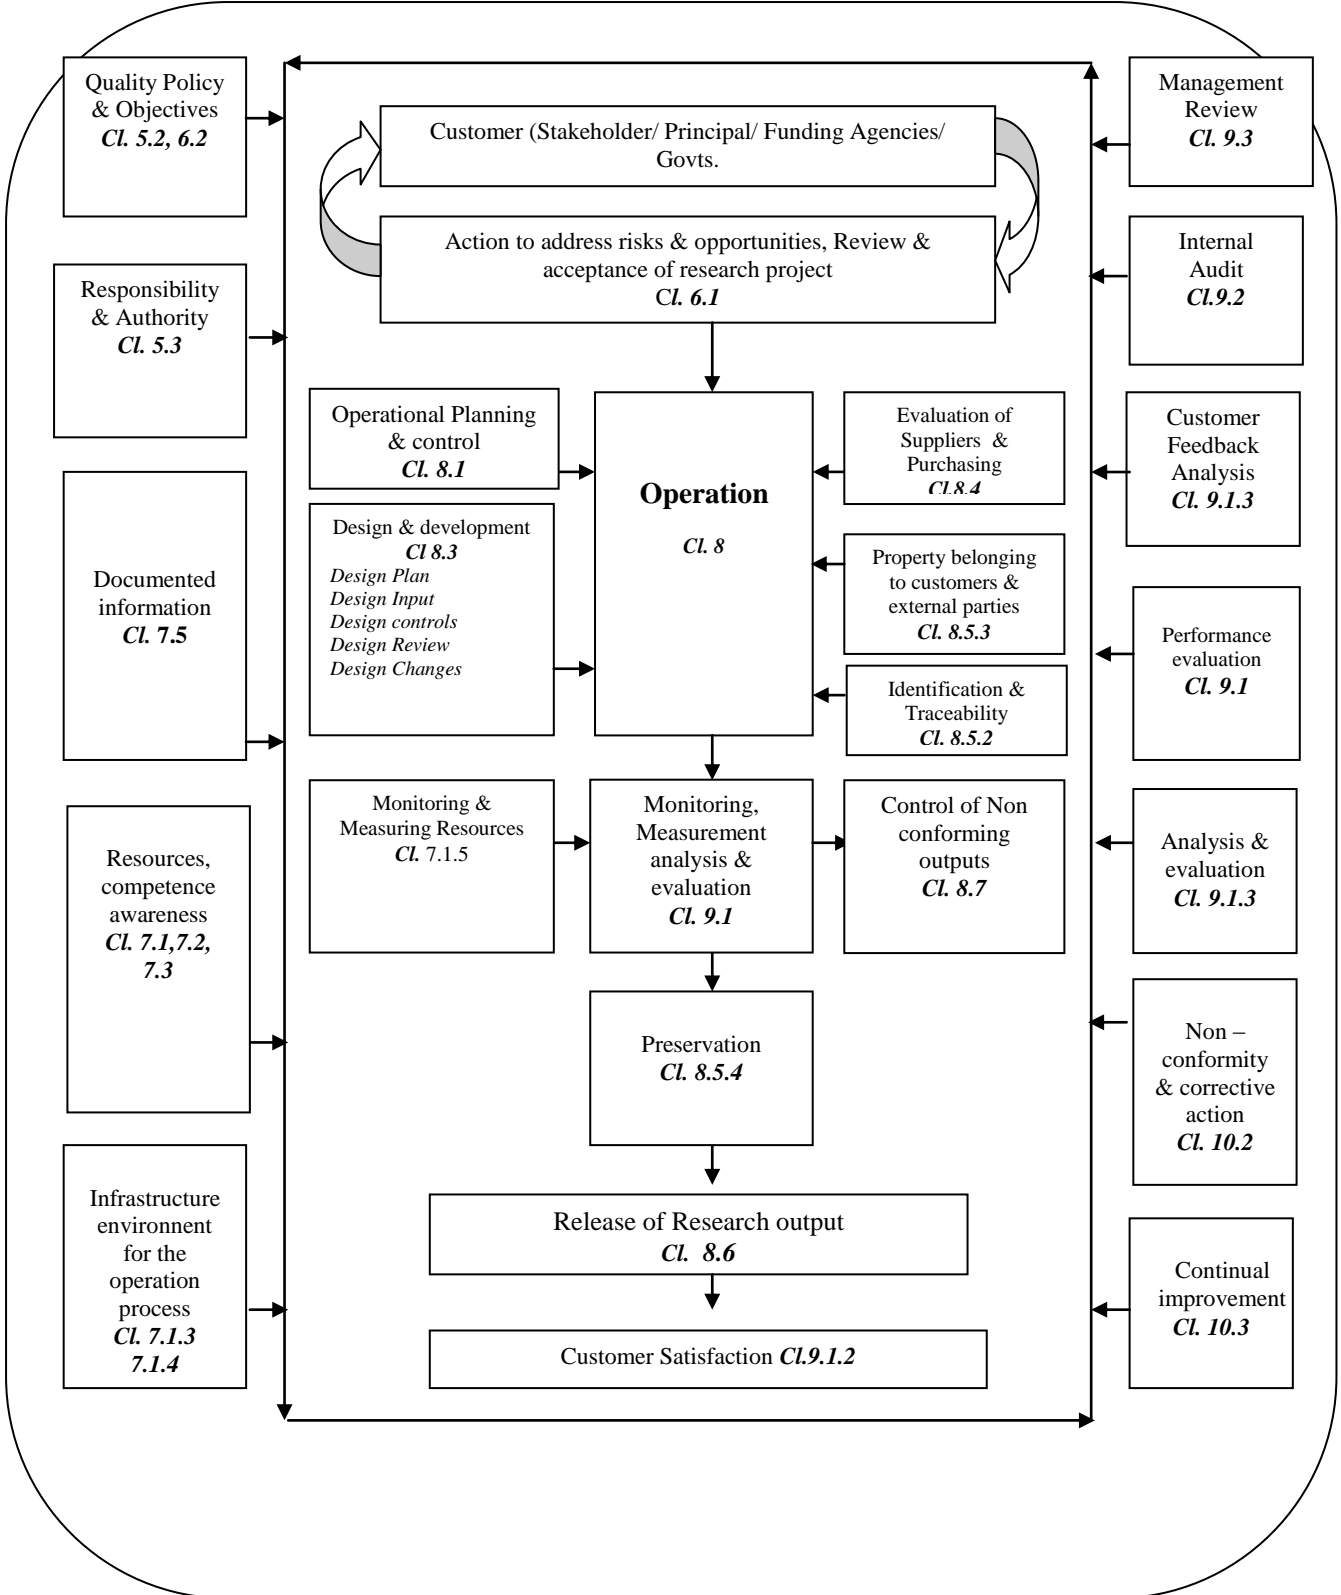 Quality Policy
& Objectives
Cl. 5.2, 6.2
Responsibility
& Authority
Cl. 5.3
Documented
information
Cl. 7.5
Resources,
competence
awareness
Cl. 7.1,7.2,
7.3
Infrastructure
environnent
for the
operation
process
Cl. 7.1.3
7.1.4
Customer (Stakeholder/ Principal/ Funding Agencies/
Govts.
Action to address risks & opportunities, Review &
acceptance of research project
Cl. 6.1
Operational Planning
& control
Cl. 8.1
Design & development
Cl 8.3
Design Plan
Design Input
Design controls
Design Review
Design Changes
Operation
Cl. 8
Evaluation of
Suppliers &
Purchasing
Cl.8.4
Property belonging
to customers &
external parties
Cl. 8.5.3
Identification &
Traceability
Cl. 8.5.2
Monitoring &
Measuring Resources
Cl. 7.1.5
Monitoring,
Measurement
analysis &
evaluation
Cl. 9.1
Control of Non
conforming
outputs
Cl. 8.7
Preservation
Cl. 8.5.4
Release of Research output
Cl. 8.6
Customer Satisfaction Cl.9.1.2
Management
Review
Cl. 9.3
Internal
Audit
Cl.9.2
Customer
Feedback
Analysis
Cl. 9.1.3
Performance
evaluation
Cl. 9.1
Analysis &
evaluation
Cl. 9.1.3
Non –
conformity
& corrective
action
Cl. 10.2
Continual
improvement
Cl. 10.3